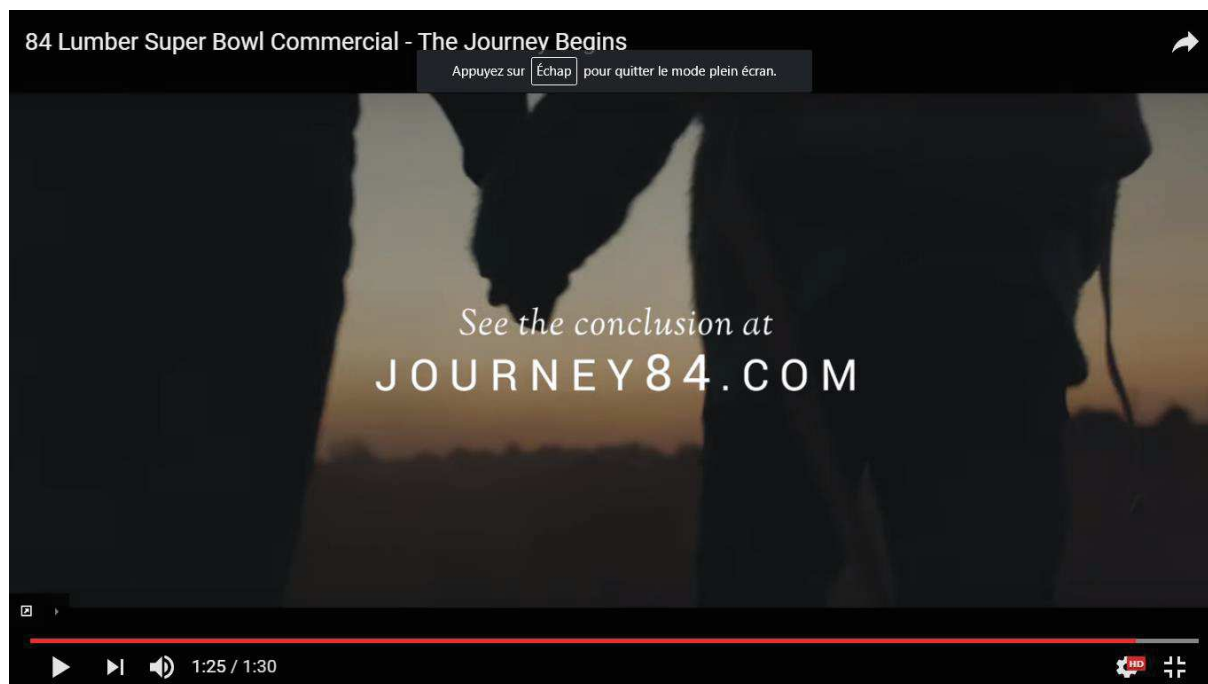 84 Lumber Super Bowl Commercial - The Journey Begins
Appuyez sur Échap pour quitter le mode plein écran.
See the conclusion at
JOURNEY84.COM
1:25 / 1:30
HD